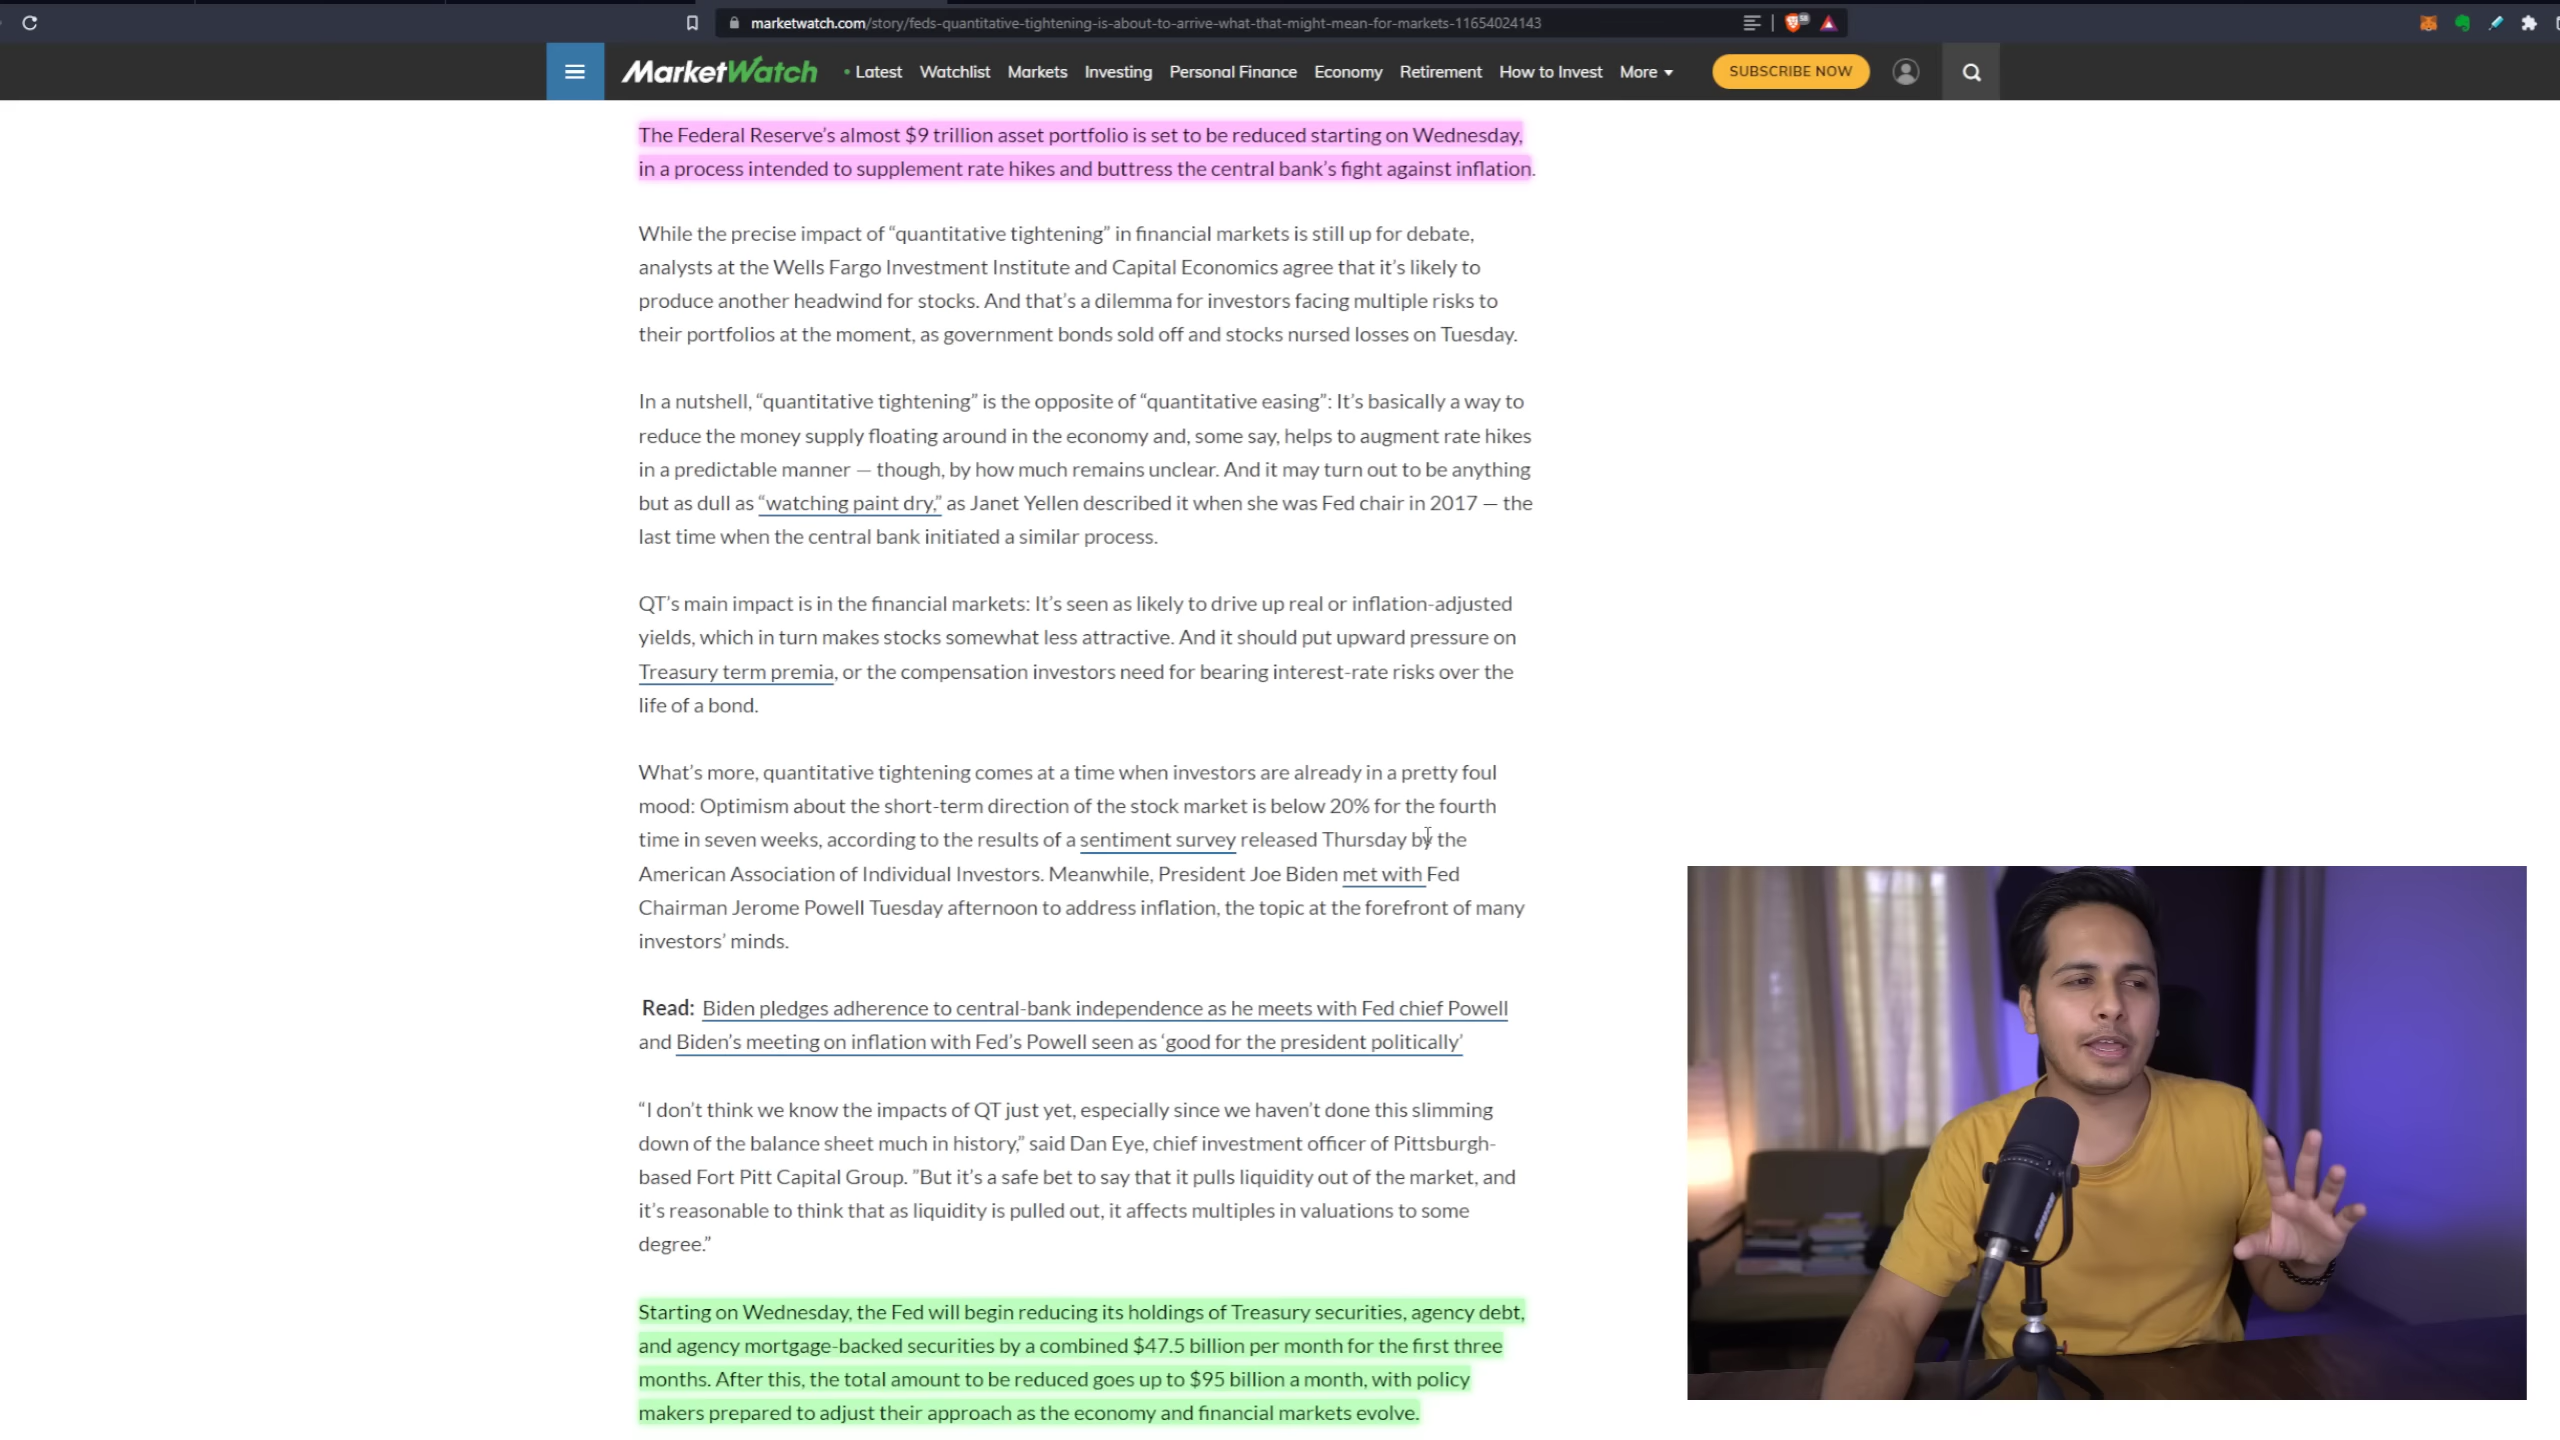 marketwatch.com/story/feds-quantitative-tightening-is-about-to-arrive-what-that-might-mean-for-markets-11654024143
MarketWatch • Latest Watchlist Markets Investing Personal Finance Economy Retirement How to Invest More SUBSCRIBE NOW
The Federal Reserve’s almost $9 trillion asset portfolio is set to be reduced starting on Wednesday,
in a process intended to supplement rate hikes and buttress the central bank’s fight against inflation.
While the precise impact of “quantitative tightening” in financial markets is still up for debate,
analysts at the Wells Fargo Investment Institute and Capital Economics agree that it’s likely to
produce another headwind for stocks. And that’s a dilemma for investors facing multiple risks to
their portfolios at the moment, as government bonds sold off and stocks nursed losses on Tuesday.
In a nutshell, “quantitative tightening” is the opposite of “quantitative easing”: It’s basically a way to
reduce the money supply floating around in the economy and, some say, helps to augment rate hikes
in a predictable manner — though, by how much remains unclear. And it may turn out to be anything
but as dull as “watching paint dry,” as Janet Yellen described it when she was Fed chair in 2017 — the
last time when the central bank initiated a similar process.
QT’s main impact is in the financial markets: It’s seen as likely to drive up real or inflation-adjusted
yields, which in turn makes stocks somewhat less attractive. And it should put upward pressure on
Treasury term premia, or the compensation investors need for bearing interest-rate risks over the
life of a bond.
What’s more, quantitative tightening comes at a time when investors are already in a pretty foul
mood: Optimism about the short-term direction of the stock market is below 20% for the fourth
time in seven weeks, according to the results of a sentiment survey released Thursday by the
American Association of Individual Investors. Meanwhile, President Joe Biden met with Fed
Chairman Jerome Powell Tuesday afternoon to address inflation, the topic at the forefront of many
investors’ minds.
Read: Biden pledges adherence to central-bank independence as he meets with Fed chief Powell
and Biden’s meeting on inflation with Fed’s Powell seen as ‘good for the president politically’
“I don’t think we know the impacts of QT just yet, especially since we haven’t done this slimming
down of the balance sheet much in history,” said Dan Eye, chief investment officer of Pittsburgh-
based Fort Pitt Capital Group. ”But it’s a safe bet to say that it pulls liquidity out of the market, and
it’s reasonable to think that as liquidity is pulled out, it affects multiples in valuations to some
degree.”
Starting on Wednesday, the Fed will begin reducing its holdings of Treasury securities, agency debt,
and agency mortgage-backed securities by a combined $47.5 billion per month for the first three
months. After this, the total amount to be reduced goes up to $95 billion a month, with policy
makers prepared to adjust their approach as the economy and financial markets evolve.